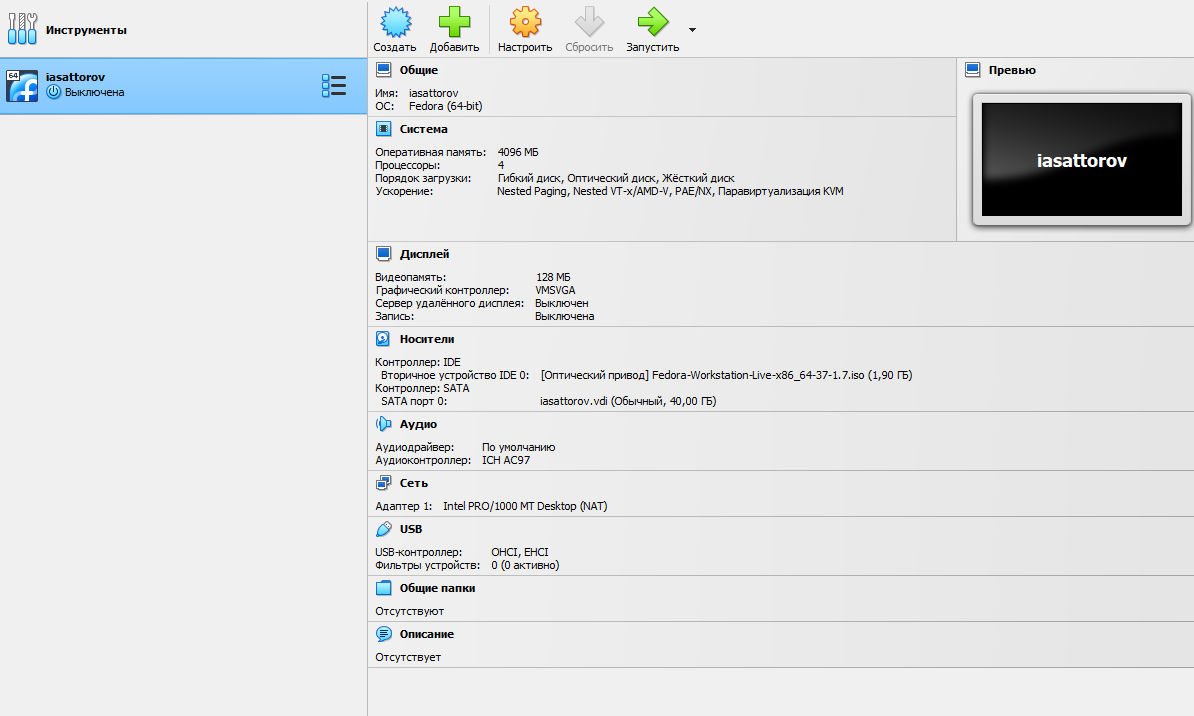 Инструменты
Создать Добавить Настроить Сбросить Запустить
64
iasattorov
Выключена
Общие
Имя: iasattorov
ОС: Fedora (64-bit)
Превью
iasattorov
Система
Оперативная память: 4096 МБ
Процессоры: 4
Порядок загрузки: Гибкий диск, Оптический диск, Жёсткий диск
Ускорение: Nested Paging, Nested VT-x/AMD-V, PAE/NX, Паравиртуализация KVM
Дисплей
Видеопамять: 128 МБ
Графический контроллер: VMSVGA
Сервер удалённого дисплея: Выключен
Запись: Выключена
Носители
Контроллер: IDE
Вторичное устройство IDE 0: [Оптический привод] Fedora-Workstation-Live-x86_64-37-1.7.iso (1,90 ГБ)
Контроллер: SATA
SATA порт 0: iasattorov.vdi (Обычный, 40,00 ГБ)
Аудио
Аудиодрайвер: По умолчанию
Аудиоконтроллер: ICH AC97
Сеть
Адаптер 1: Intel PRO/1000 MT Desktop (NAT)
USB
USB-контроллер: OHCI, EHCI
Фильтры устройств: 0 (0 активно)
Общие папки
Отсутствуют
Описание
Отсутствует